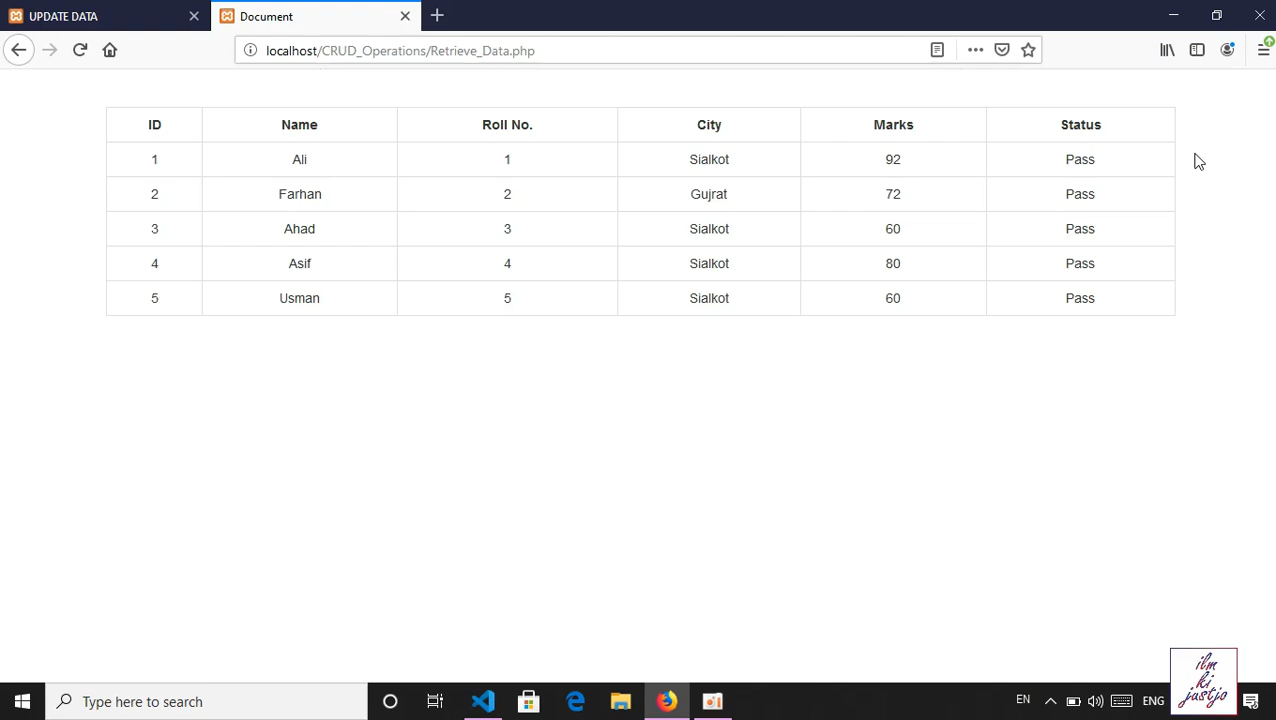 UPDATE DATA
Document
localhost/CRUD_Operations/Retrieve_Data.php
ID Name Roll No. City Marks Status
1 Ali 1 Sialkot 92 Pass
2 Farhan 2 Gujrat 72 Pass
3 Ahad 3 Sialkot 60 Pass
4 Asif 4 Sialkot 80 Pass
5 Usman 5 Sialkot 60 Pass
ilm
ki
justjo
Type here to search
EN
ENG